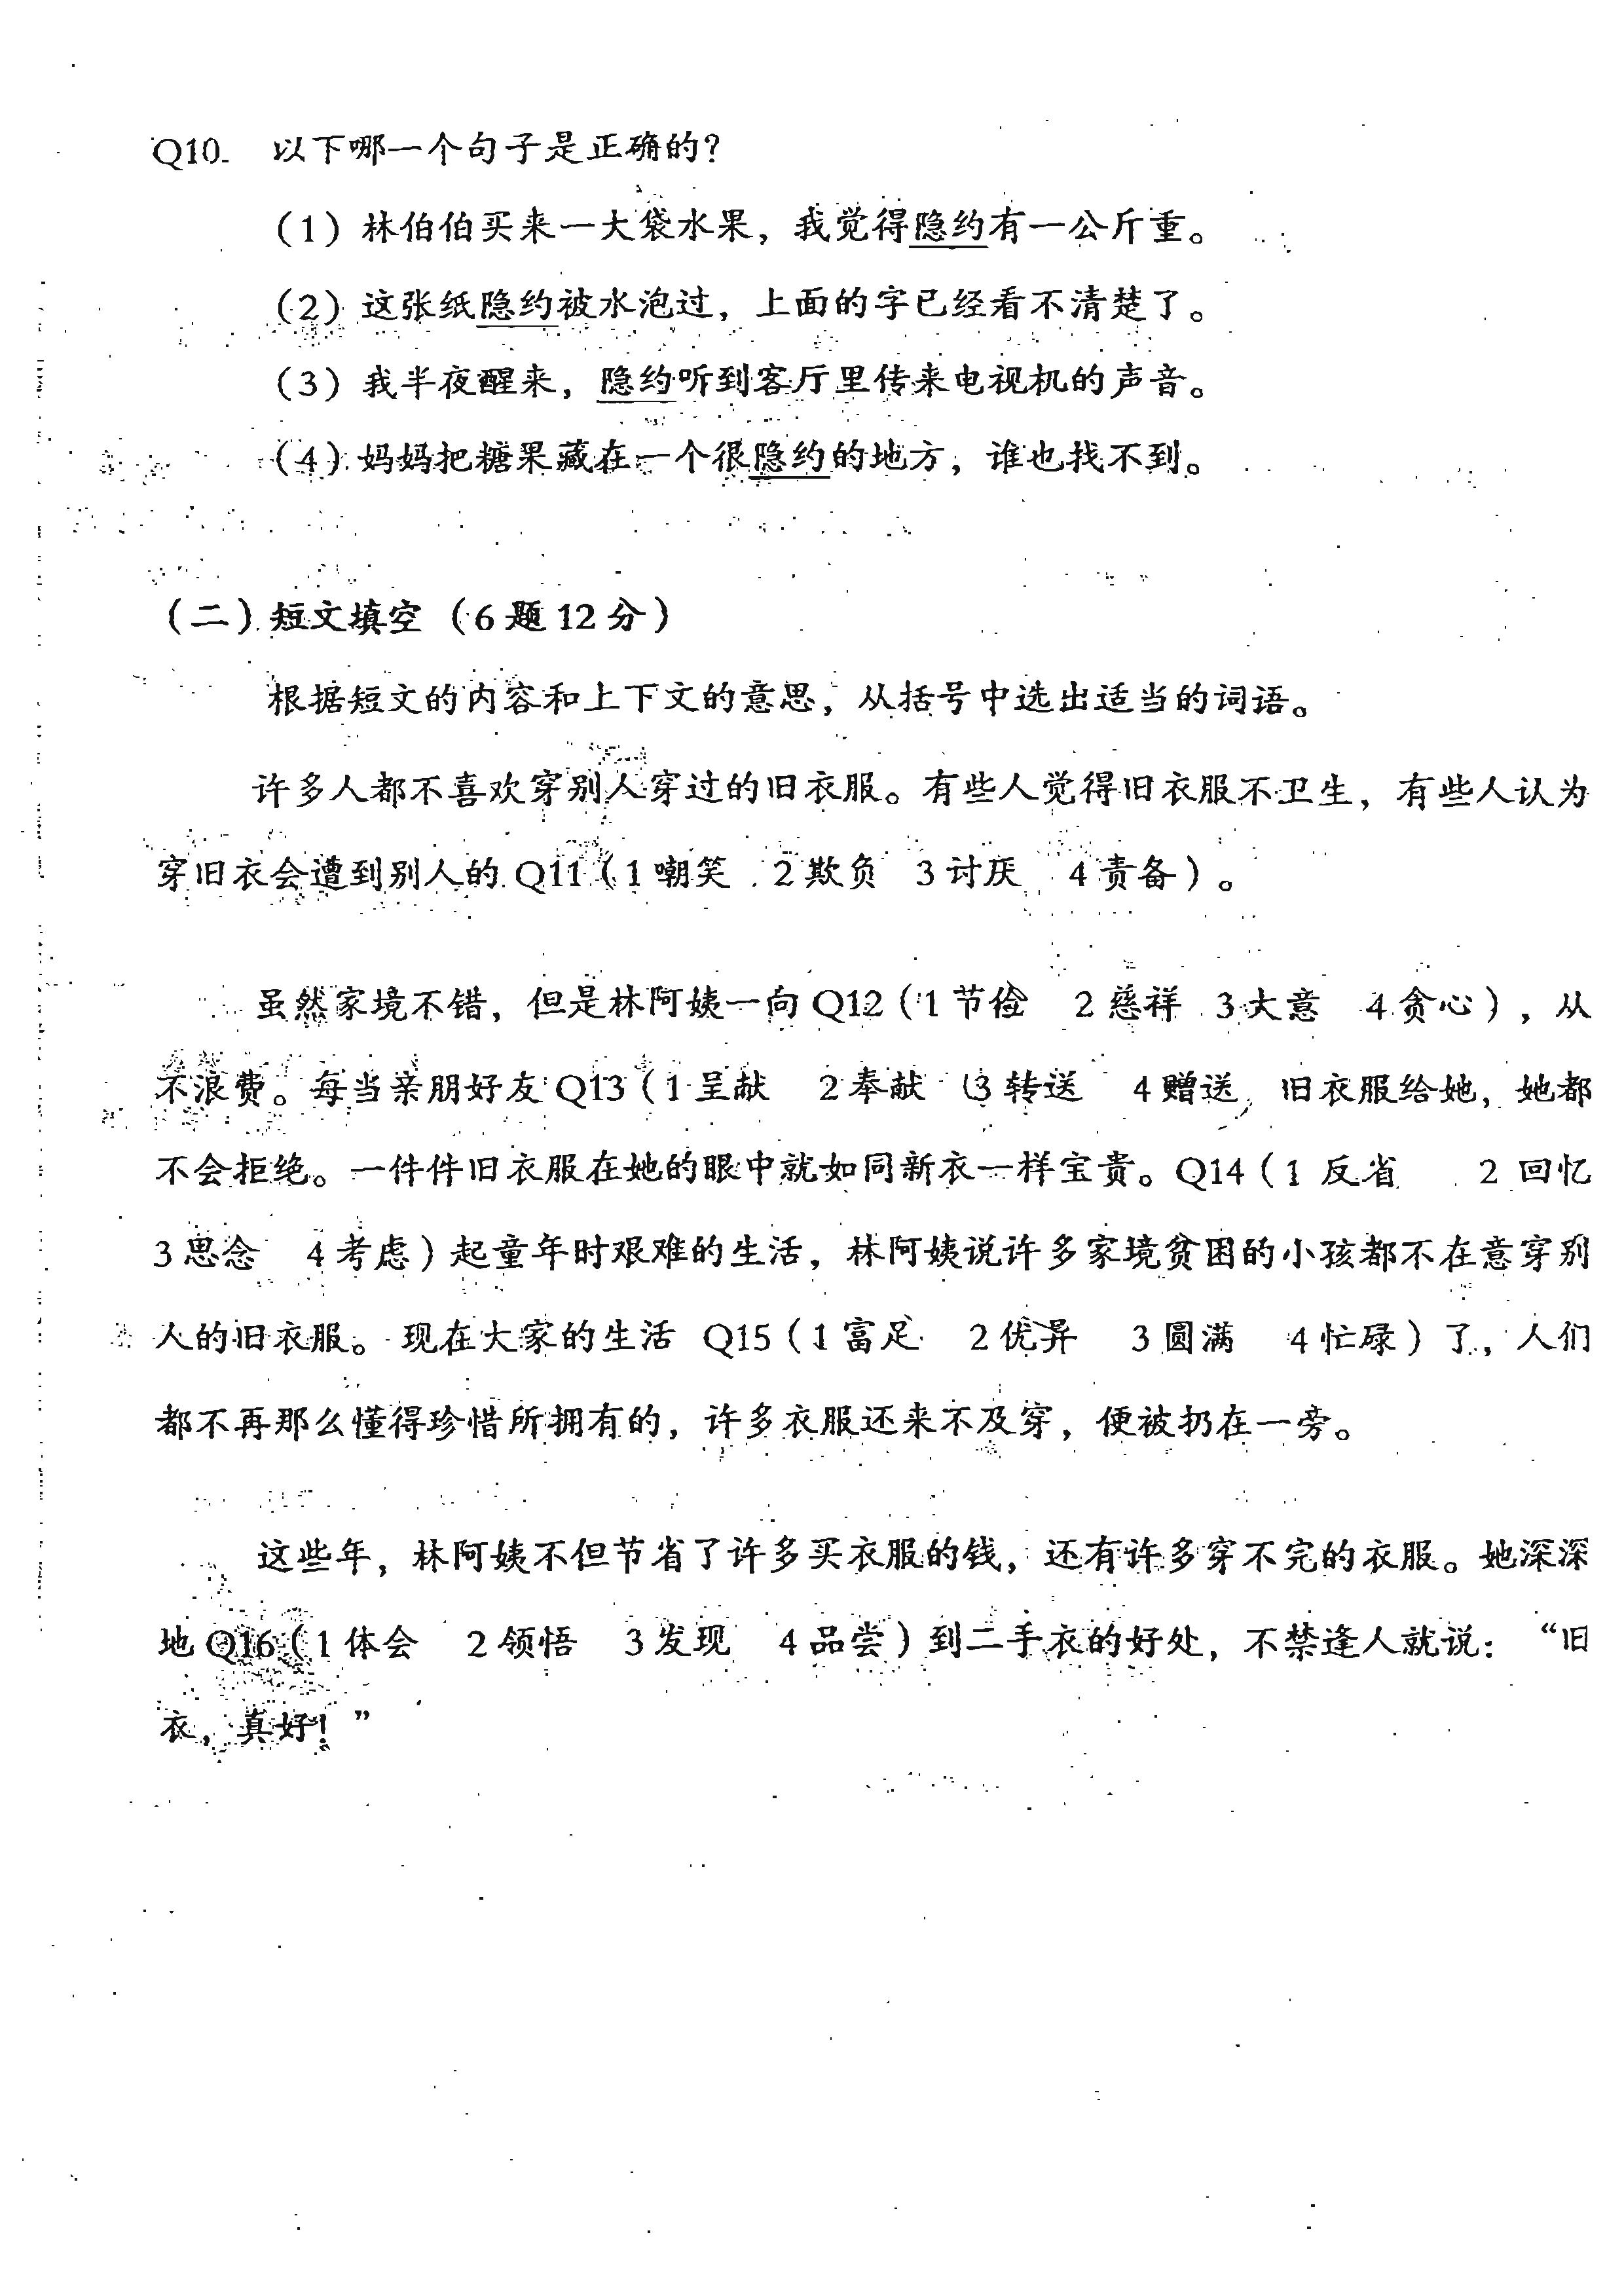 Q10. 以下哪一个句子是正确的？
（1）林伯伯买来一大袋水果，我觉得隐约有一公斤重。
（2）这张纸隐约被水泡过，上面的字已经看不清楚了。
（3）我半夜醒来，隐约听到客厅里传来电视机的声音。
（4）妈妈把糖果藏在一个很隐约的地方，谁也找不到。
（二）短文填空（6题12分）
根据短文的内容和上下文的意思，从括号中选出适当的词语。
许多人都不喜欢穿别人穿过的旧衣服。有些人觉得旧衣服不卫生，有些人认为
穿旧衣会遭到别人的 Q11（1嘲笑 2欺负 3讨厌 4责备）。
虽然家境不错，但是林阿姨一向 Q12（1节俭 2慈祥 3大意 4贪心），从
不浪费。每当亲朋好友 Q13（1呈献 2奉献 3转送 4赠送 旧衣服给她，她都
不会拒绝。一件件旧衣服在她的眼中就如同新衣一样宝贵。Q14（1 反省 2 回忆
3思念 4考虑）起童年时艰难的生活，林阿姨说许多家境贫困的小孩都不在意穿别
人的旧衣服。现在大家的生活 Q15（1富足 2优异 3圆满 4忙碌）了，人们
都不再那么懂得珍惜所拥有的，许多衣服还来不及穿，便被扔在一旁。
这些年，林阿姨不但节省了许多买衣服的钱，还有许多穿不完的衣服。她深深
地 Q16（1体会 2领悟 3发现 4品尝）到二手衣的好处，不禁逢人就说：“旧
衣，真好！”